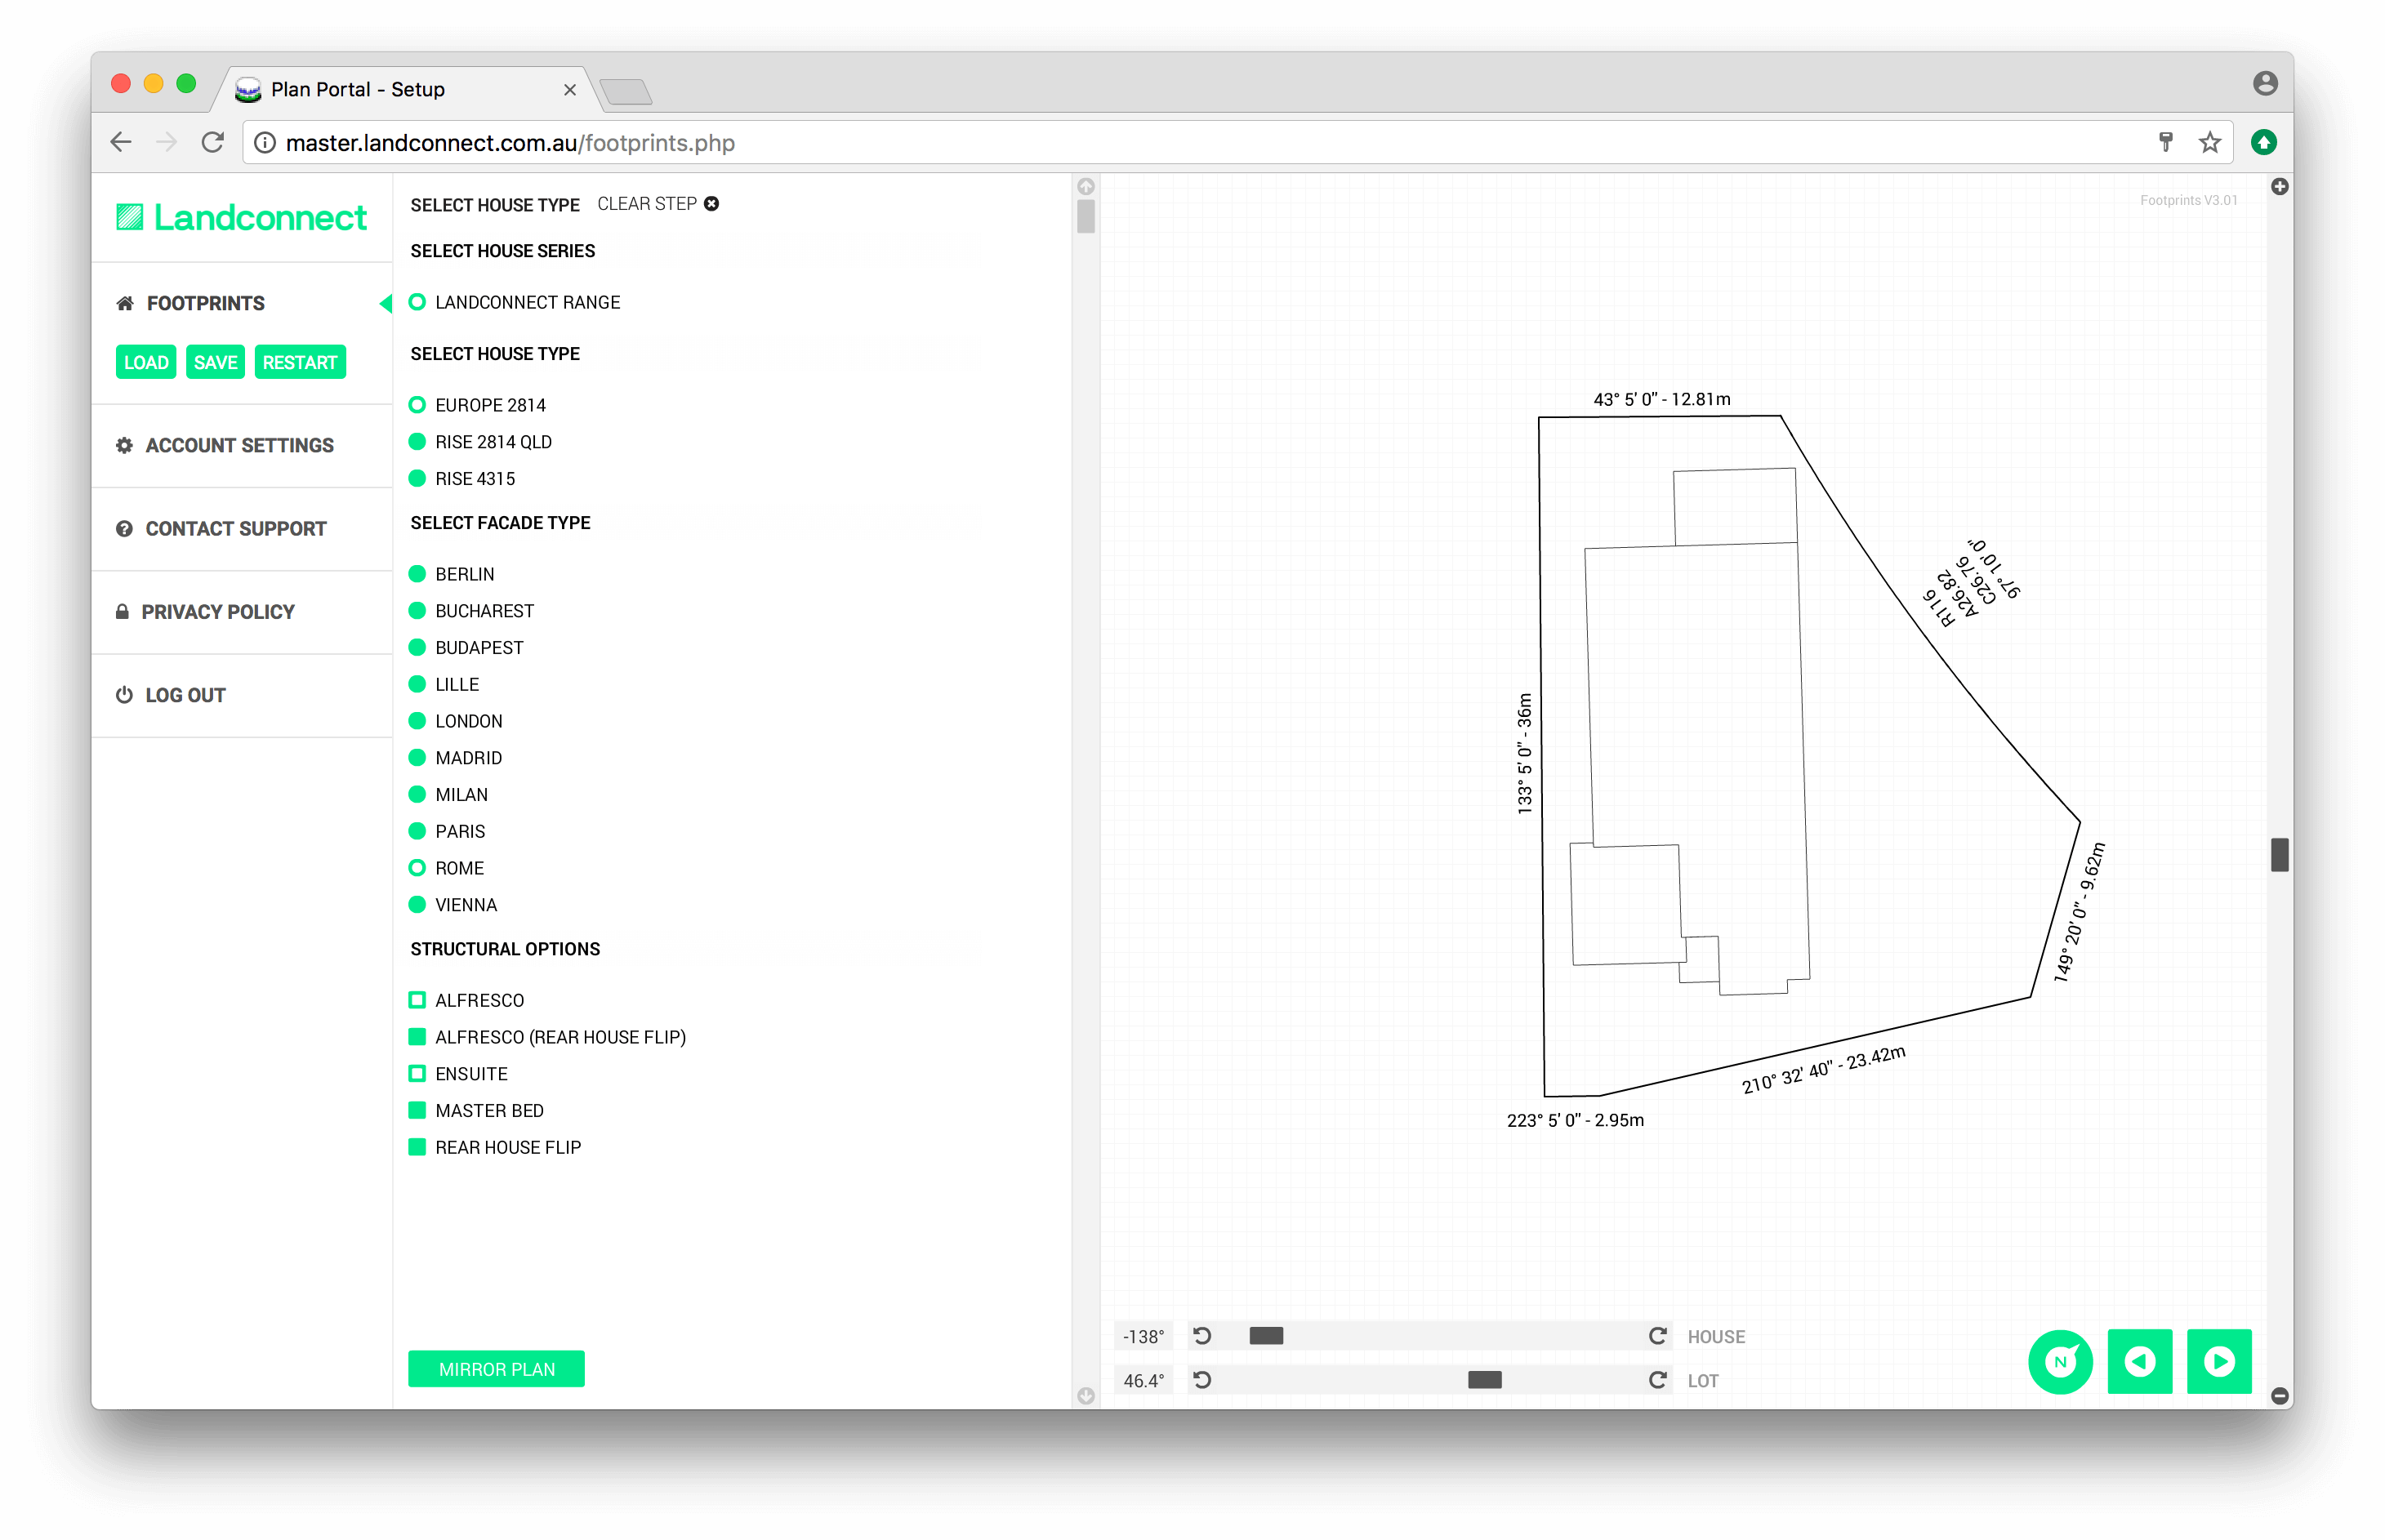 Plan Portal - Setup
master.landconnect.com.au/footprints.php
Landconnect
FOOTPRINTS
LOAD SAVE RESTART
ACCOUNT SETTINGS
CONTACT SUPPORT
PRIVACY POLICY
LOG OUT
SELECT HOUSE TYPE CLEAR STEP
SELECT HOUSE SERIES
LANDCONNECT RANGE
SELECT HOUSE TYPE
EUROPE 2814
RISE 2814 QLD
RISE 4315
SELECT FACADE TYPE
BERLIN
BUCHAREST
BUDAPEST
LILLE
LONDON
MADRID
MILAN
PARIS
ROME
VIENNA
STRUCTURAL OPTIONS
ALFRESCO
ALFRESCO (REAR HOUSE FLIP)
ENSUITE
MASTER BED
REAR HOUSE FLIP
MIRROR PLAN
Footprints V3.01
43° 5' 0" - 12.81m
97° 10' 0"
C26.76
A26.82
R116
133° 5' 0" - 36m
149° 20' 0" - 9.62m
210° 32' 40" - 23.42m
223° 5' 0" - 2.95m
-138° HOUSE
46.4° LOT
N